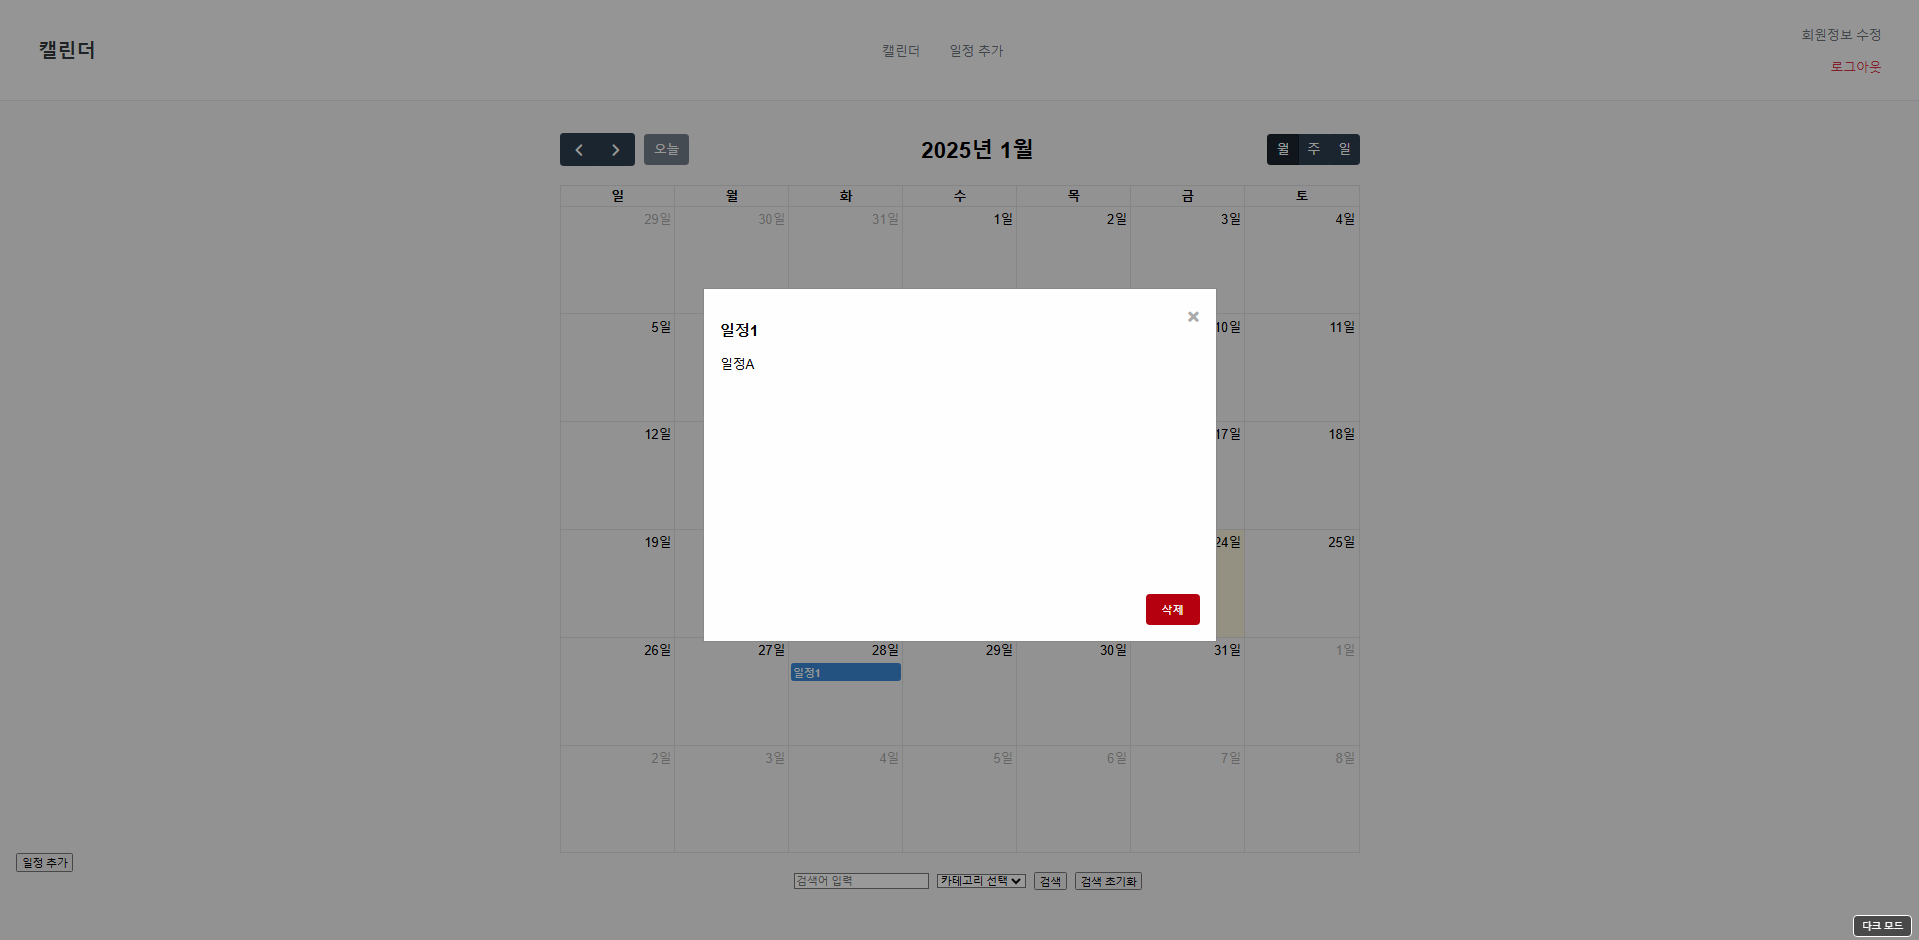 캘린더
캘린더 일정 추가
회원정보 수정
로그아웃
오늘
2025년 1월
월 주 일
일 월 화 수 목 금 토
29일 30일 31일 1일 2일 3일 4일
5일 10일 11일
12일 17일 18일
19일 24일 25일
일정1
일정A
×
삭제
26일 27일 28일 29일 30일 31일 1일
일정1
2일 3일 4일 5일 6일 7일 8일
일정 추가
검색어 입력 카테고리 선택 검색 검색 초기화
다크 모드